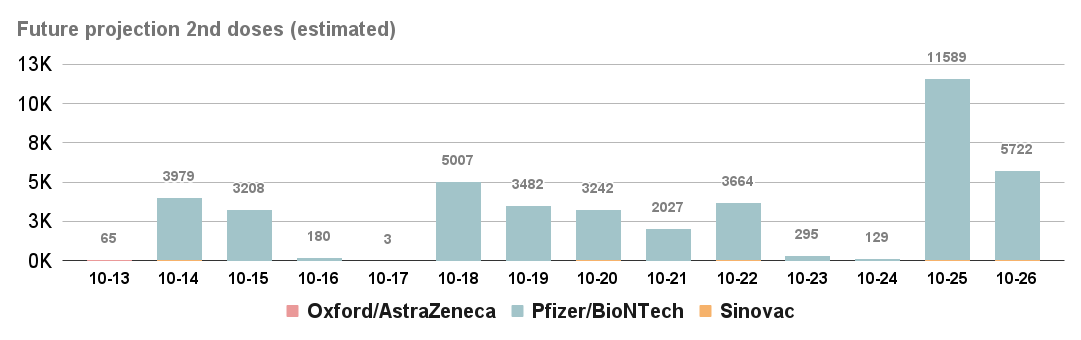 Future projection 2nd doses (estimated)
13K
10K
8K
5K
3K
0K
65
3979
3208
180
3
5007
3482
3242
2027
3664
295
129
11589
5722
10-13 10-14 10-15 10-16 10-17 10-18 10-19 10-20 10-21 10-22 10-23 10-24 10-25 10-26
Oxford/AstraZeneca Pfizer/BioNTech Sinovac